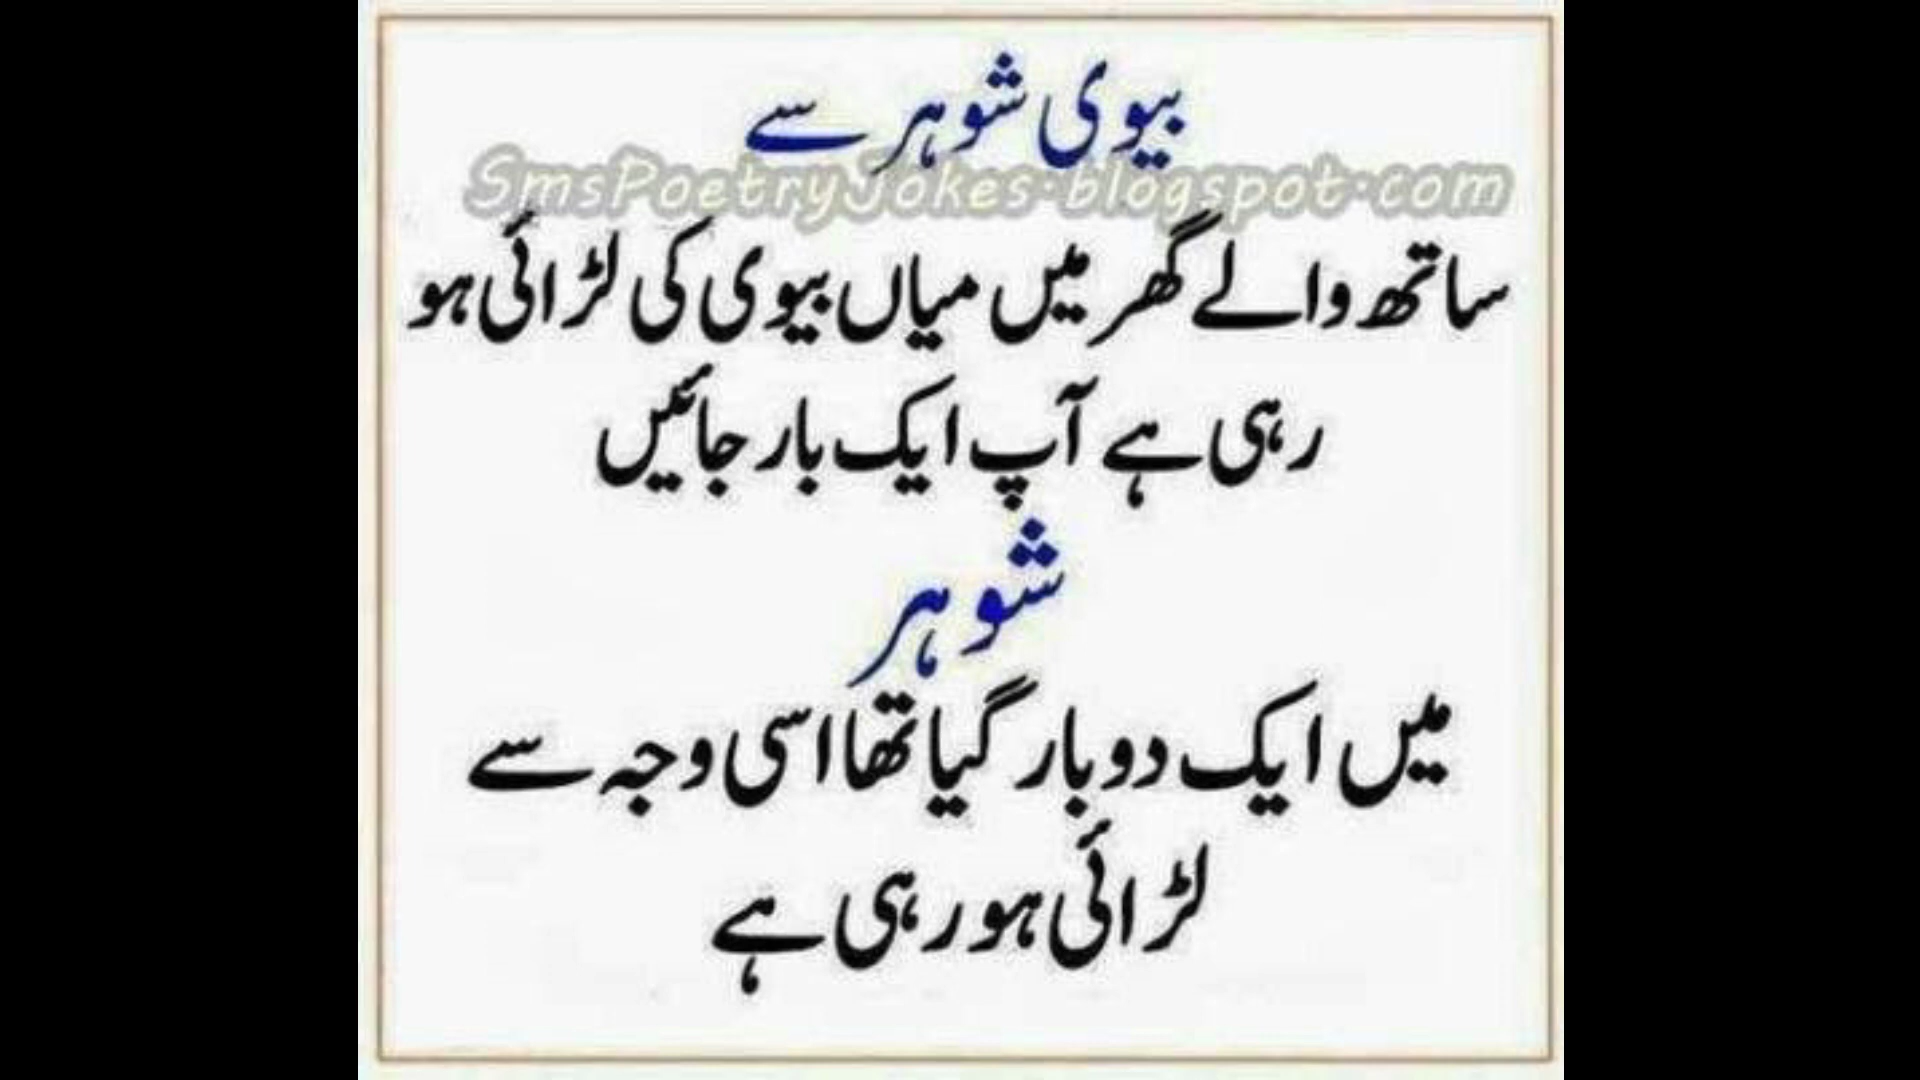 بیوی شوہر سے
SmsPoetryJokes.blogspot.com
ساتھ والے گھر میں میاں بیوی کی لڑائی ہو
رہی ہے آپ ایک بار جائیں
شوہر
میں ایک دو بار گیا تھا اسی وجہ سے
لڑائی ہو رہی ہے